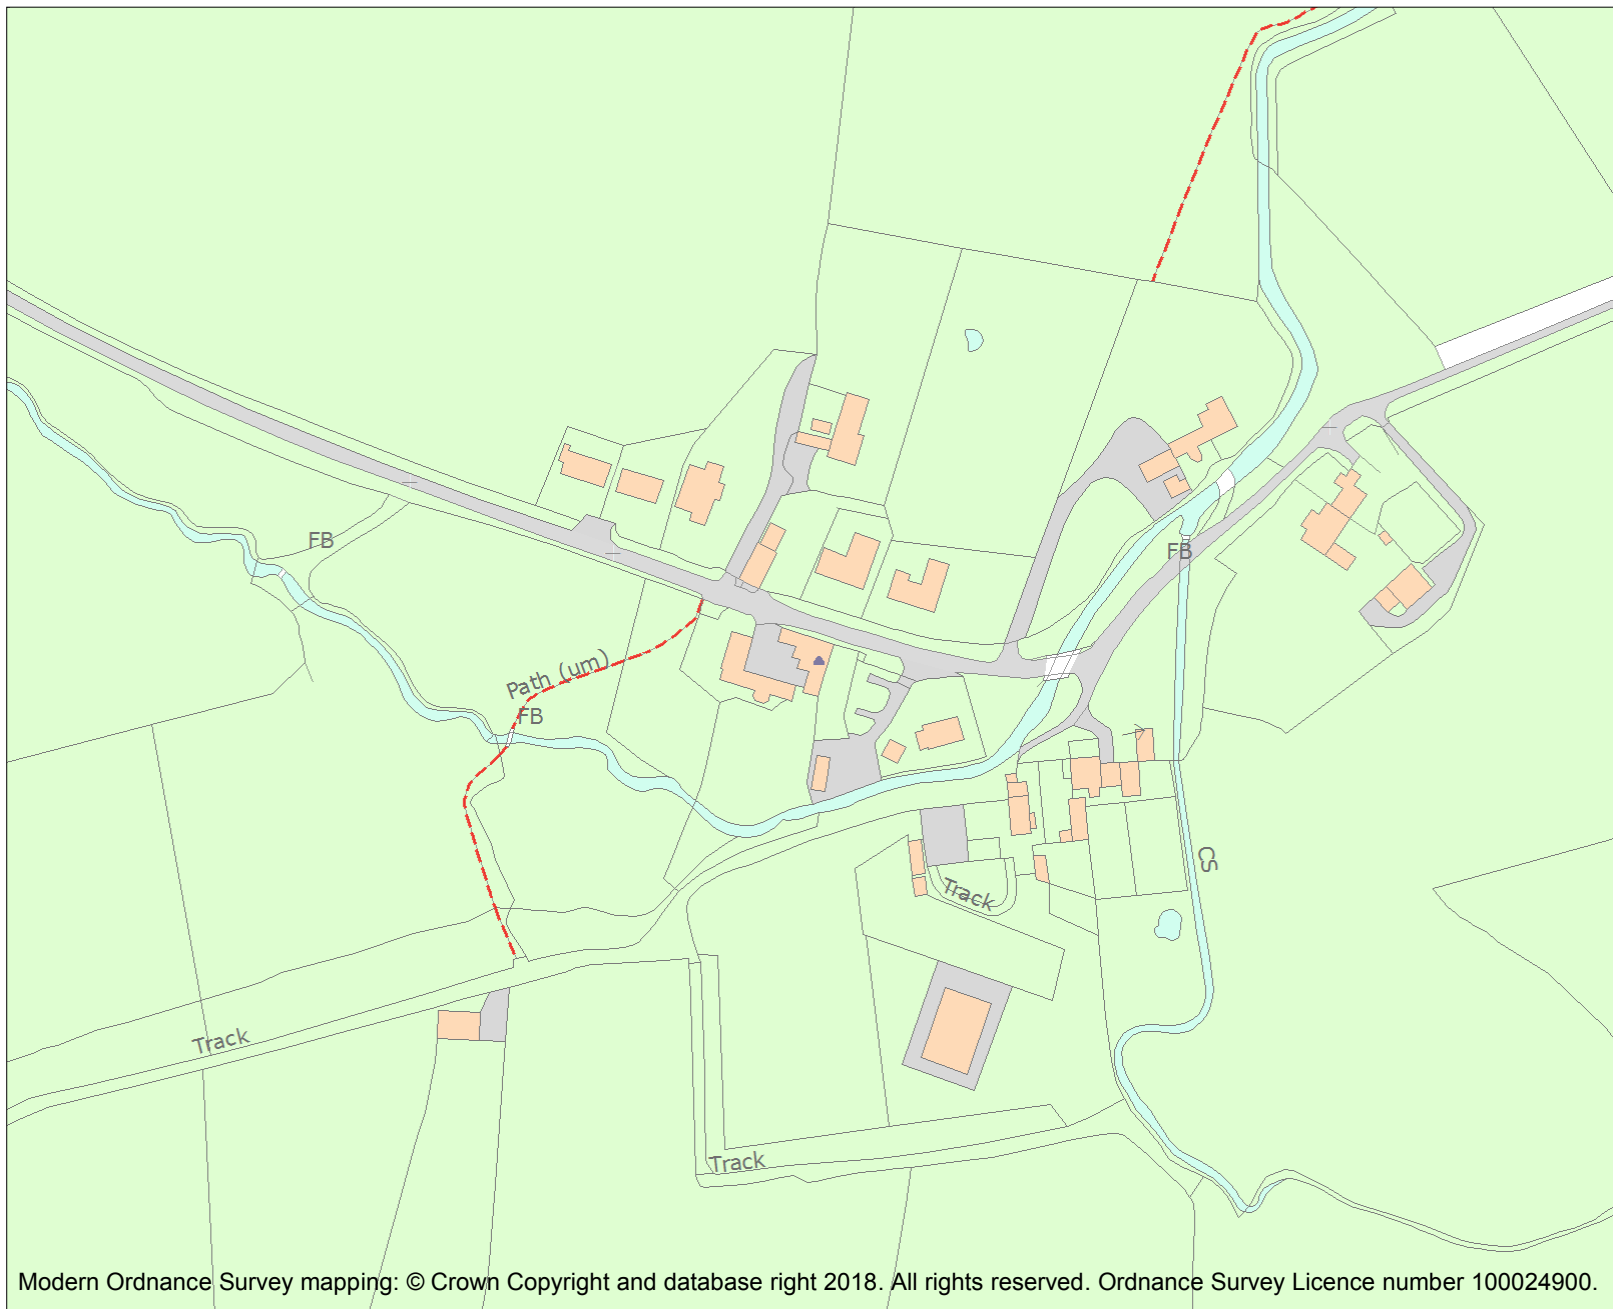 FB
FB
Path (um)
FB
CS
Track
Track
Track
Modern Ordnance Survey mapping: © Crown Copyright and database right 2018. All rights reserved. Ordnance Survey Licence number 100024900.